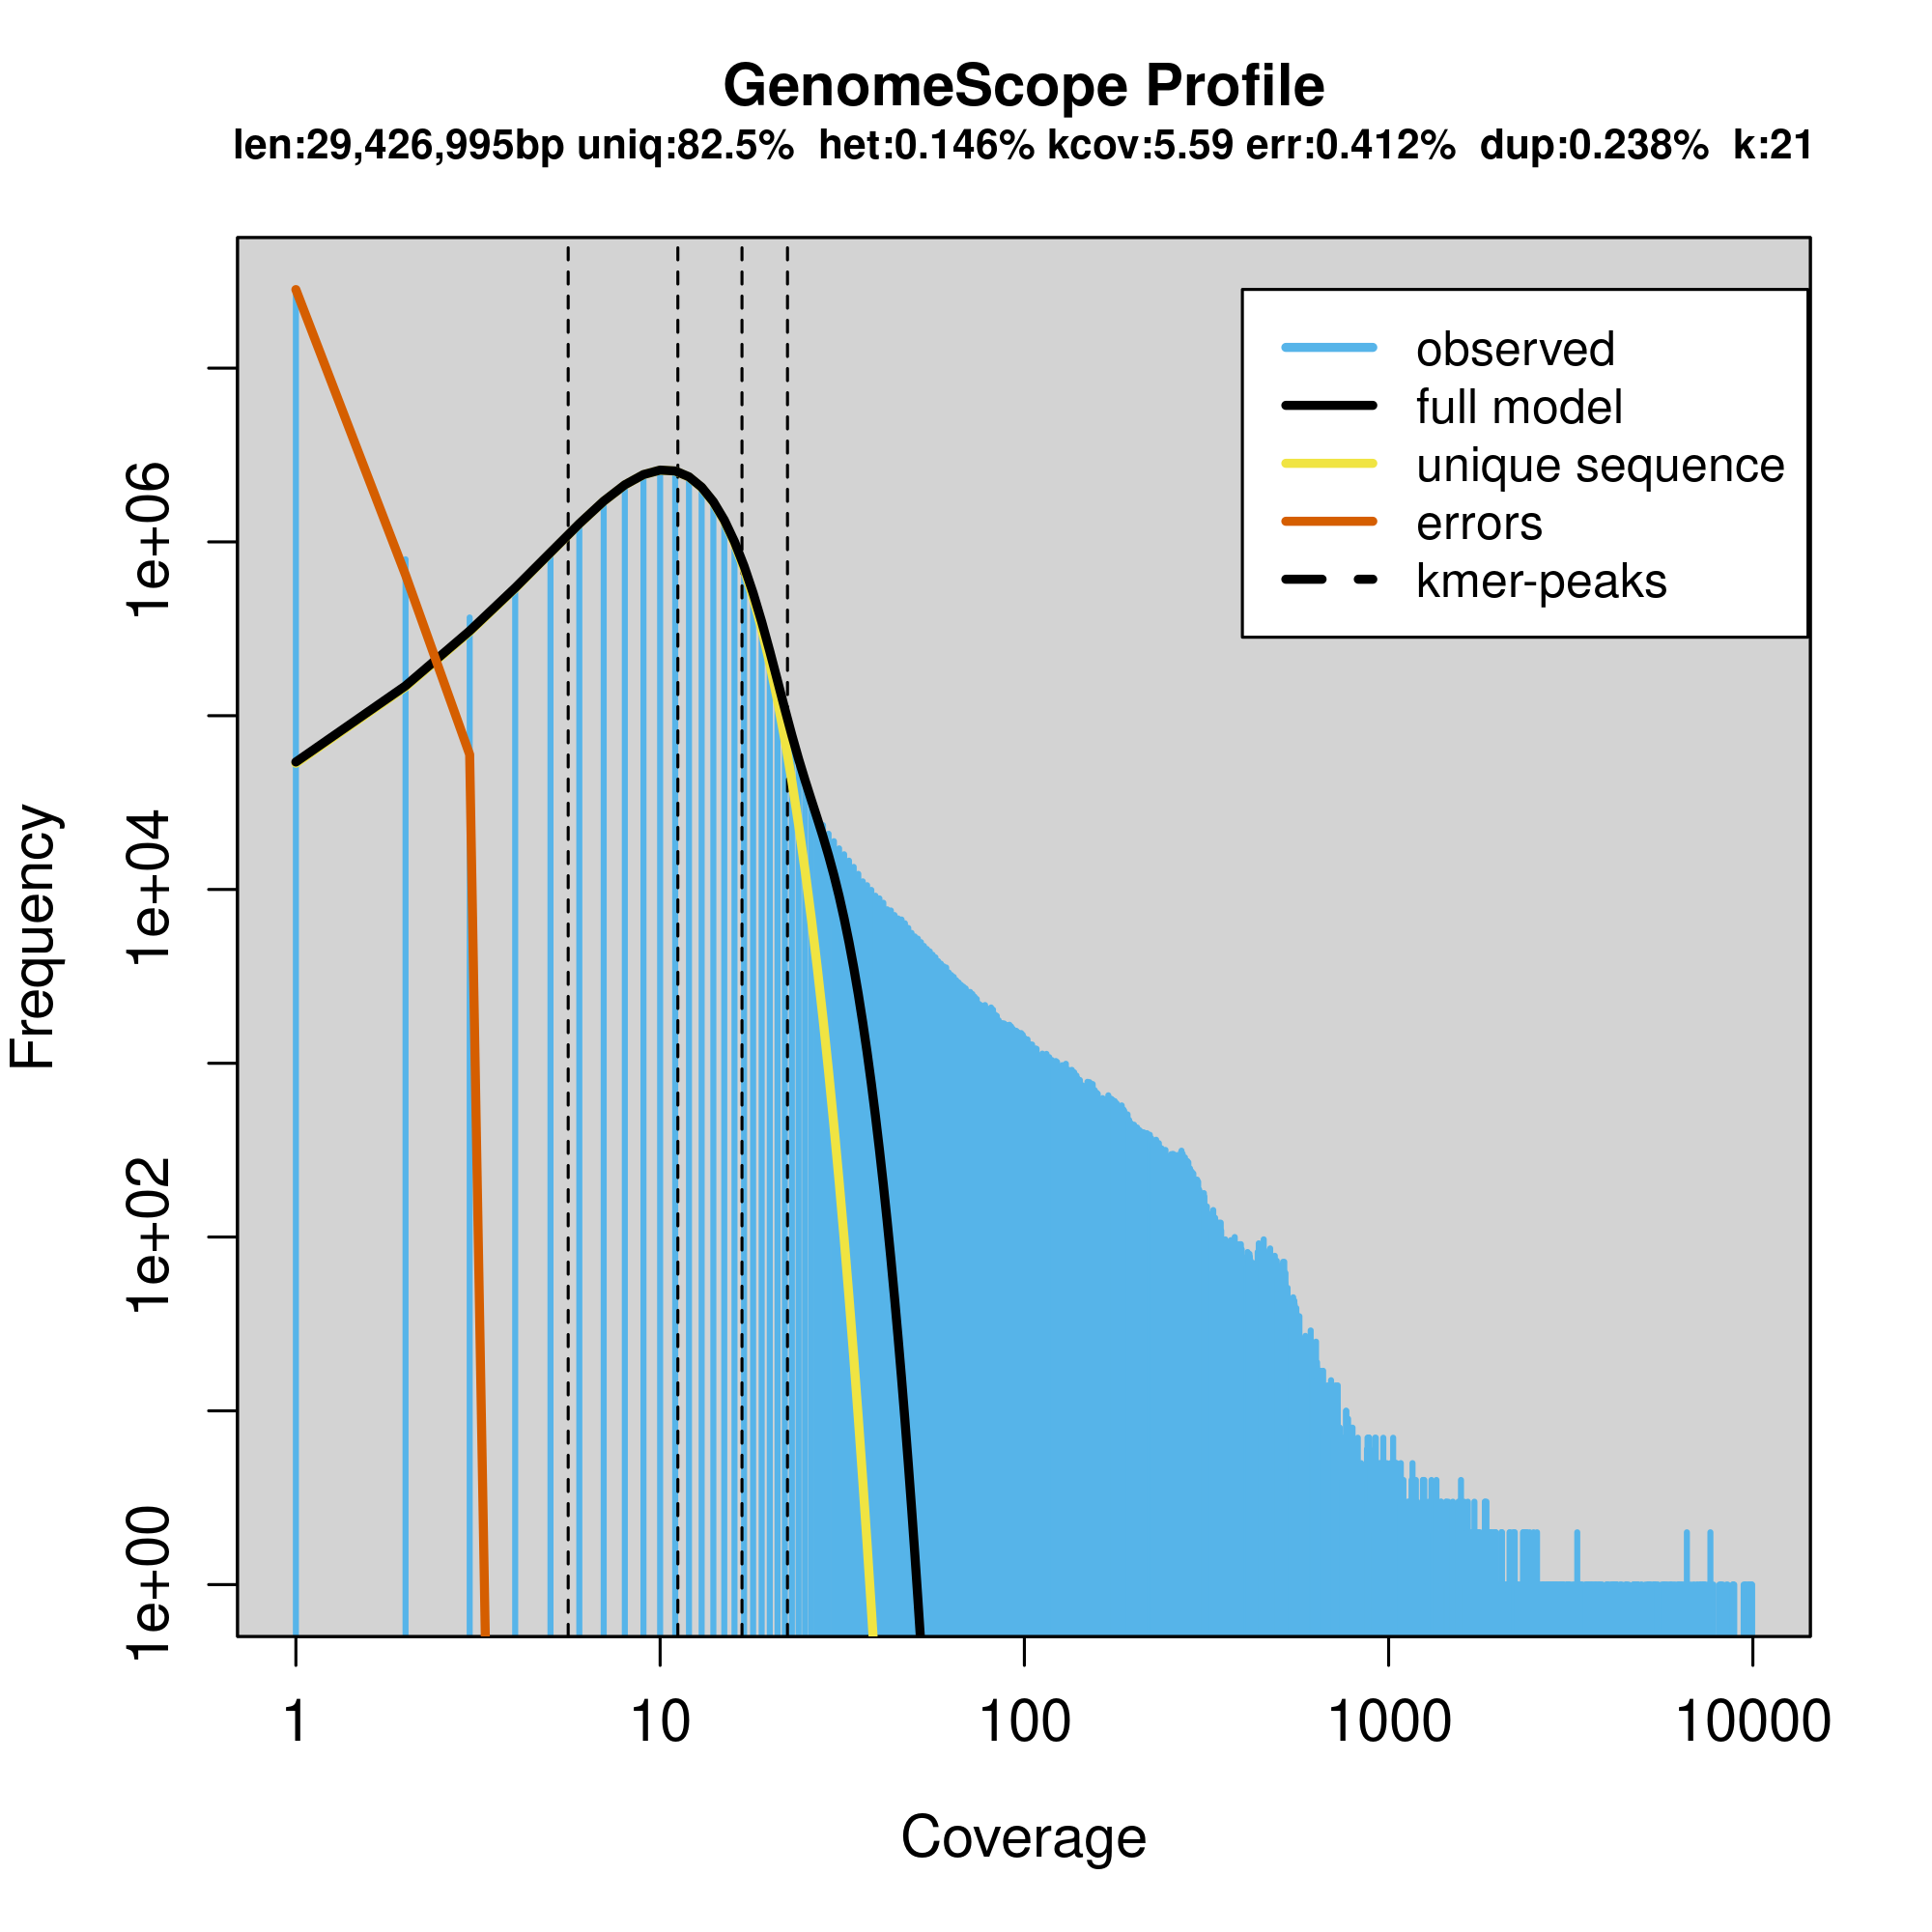 GenomeScope Profile
len:29,426,995bp uniq:82.5% het:0.146% kcov:5.59 err:0.412% dup:0.238% k:21
observed
full model
unique sequence
errors
kmer-peaks
Frequency
1e+06
1e+04
1e+02
1e+00
1 10 100 1000 10000
Coverage